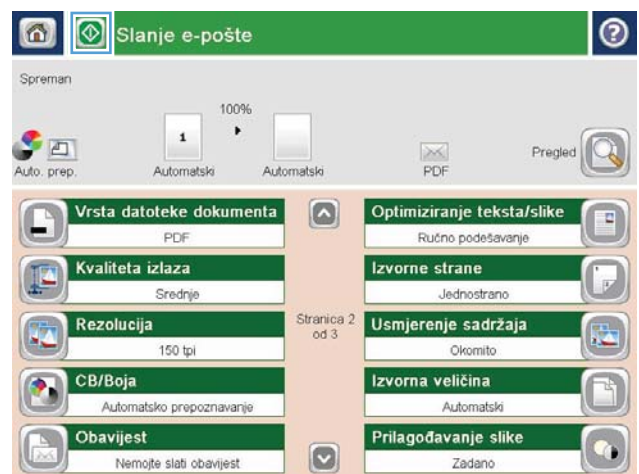 Slanje e-pošte
Spreman
100%
1
Auto. prep.
Automatski
Automatski
PDF
Pregled
Vrsta datoteke dokumenta
PDF
Kvaliteta izlaza
Srednje
Rezolucija
150 tpi
CB/Boja
Automatsko prepoznavanje
Obavijest
Nemojte slati obavijest
Stranica 2
od 3
Optimiziranje teksta/slike
Ručno podešavanje
Izvorne strane
Jednostrano
Usmjerenje sadržaja
Okomito
Izvorna veličina
Automatski
Prilagođavanje slike
Zadano